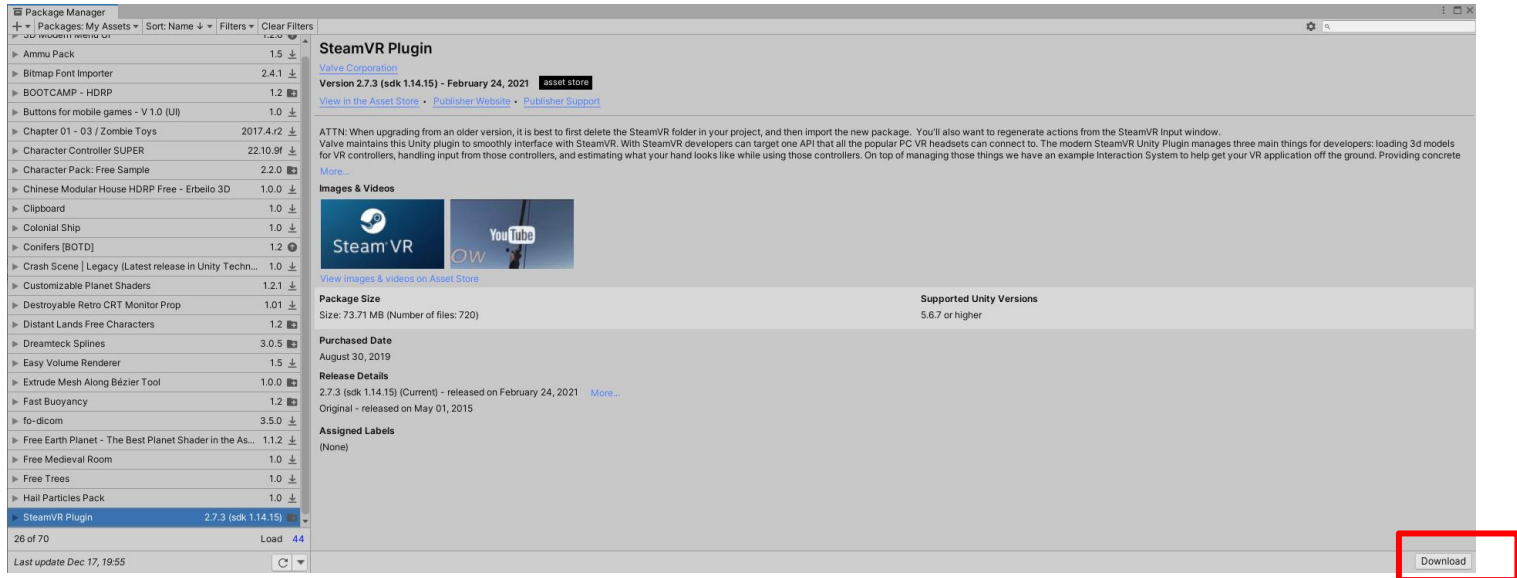 Package Manager
+ Packages: My Assets Sort: Name ↓ Filters Clear Filters
3D Modern Menu UI 1.2.0
Ammu Pack 1.5
Bitmap Font Importer 2.4.1
BOOTCAMP - HDRP 1.2
Buttons for mobile games - V 1.0 (UI) 1.0
Chapter 01 - 03 / Zombie Toys 2017.4.r2
Character Controller SUPER 22.10.9f
Character Pack: Free Sample 2.2.0
Chinese Modular House HDRP Free - Erbeilo 3D 1.0.0
Clipboard 1.0
Colonial Ship 1.0
Conifers [BOTD] 1.2
Crash Scene | Legacy (Latest release in Unity Techn... 1.0
Customizable Planet Shaders 1.2.1
Destroyable Retro CRT Monitor Prop 1.01
Distant Lands Free Characters 1.2
Dreamteck Splines 3.0.5
Easy Volume Renderer 1.5
Extrude Mesh Along Bézier Tool 1.0.0
Fast Buoyancy 1.2
fo-dicom 3.5.0
Free Earth Planet - The Best Planet Shader in the As... 1.1.2
Free Medieval Room 1.0
Free Trees 1.0
Hail Particles Pack 1.0
SteamVR Plugin 2.7.3 (sdk 1.14.15)
26 of 70 Load 44
Last update Dec 17, 19:55
SteamVR Plugin
Valve Corporation
Version 2.7.3 (sdk 1.14.15) - February 24, 2021 asset store
View in the Asset Store • Publisher Website • Publisher Support
ATTN: When upgrading from an older version, it is best to first delete the SteamVR folder in your project, and then import the new package. You'll also want to regenerate actions from the SteamVR Input window.
Valve maintains this Unity plugin to smoothly interface with SteamVR. With SteamVR developers can target one API that all the popular PC VR headsets can connect to. The modern SteamVR Unity Plugin manages three main things for developers: loading 3d models
for VR controllers, handling input from those controllers, and estimating what your hand looks like while using those controllers. On top of managing those things we have an example Interaction System to help get your VR application off the ground. Providing concrete
More...
Images & Videos
Steam VR
YouTube
OW
View images & videos on Asset Store
Package Size Supported Unity Versions
Size: 73.71 MB (Number of files: 720) 5.6.7 or higher
Purchased Date
August 30, 2019
Release Details
2.7.3 (sdk 1.14.15) (Current) - released on February 24, 2021 More...
Original - released on May 01, 2015
Assigned Labels
(None)
Download